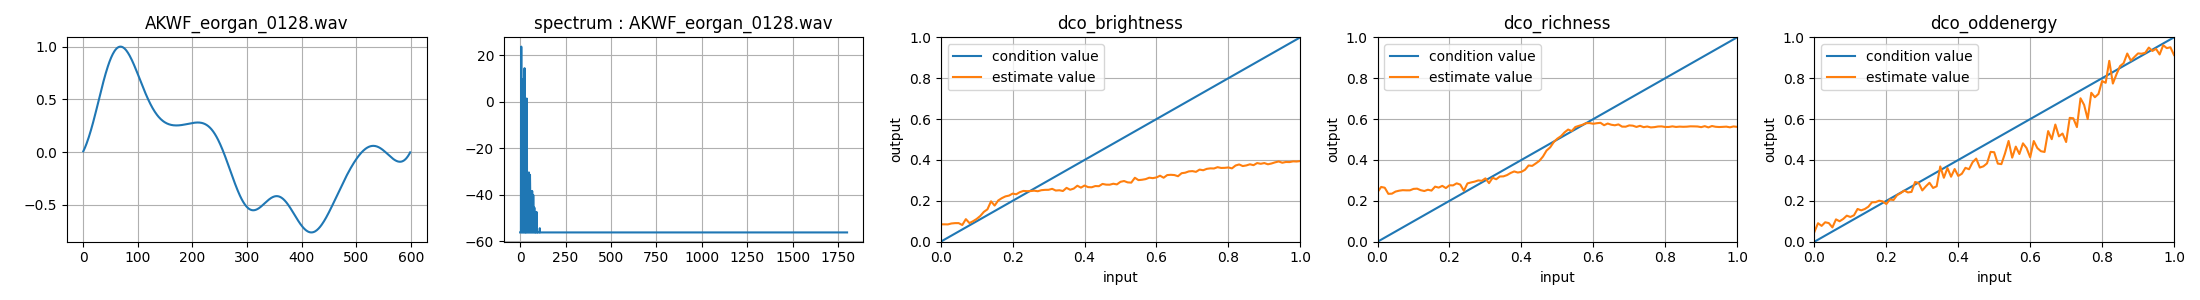 AKWF_eorgan_0128.wav
1.0
0.5
0.0
−0.5
0 100 200 300 400 500 600
spectrum : AKWF_eorgan_0128.wav
20
0
−20
−40
−60
0 250 500 750 1000 1250 1500 1750
dco_brightness
condition value
estimate value
output
1.0
0.8
0.6
0.4
0.2
0.0
0.0 0.2 0.4 0.6 0.8 1.0
input
dco_richness
condition value
estimate value
output
1.0
0.8
0.6
0.4
0.2
0.0
0.0 0.2 0.4 0.6 0.8 1.0
input
dco_oddenergy
condition value
estimate value
output
1.0
0.8
0.6
0.4
0.2
0.0
0.0 0.2 0.4 0.6 0.8 1.0
input